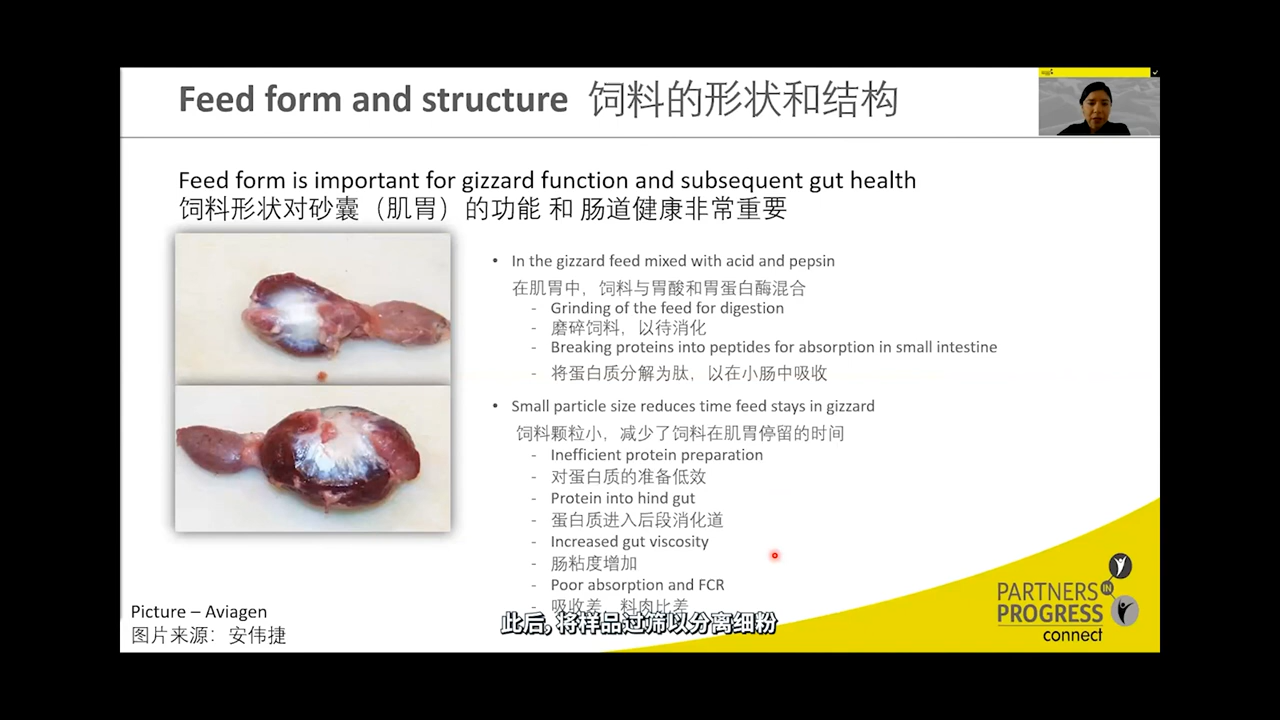 Feed form and structure 饲料的形状和结构
Feed form is important for gizzard function and subsequent gut health
饲料形状对砂囊（肌胃）的功能 和 肠道健康非常重要
• In the gizzard feed mixed with acid and pepsin
在肌胃中，饲料与胃酸和胃蛋白酶混合
- Grinding of the feed for digestion
- 磨碎饲料，以待消化
- Breaking proteins into peptides for absorption in small intestine
- 将蛋白质分解为肽，以在小肠中吸收
• Small particle size reduces time feed stays in gizzard
饲料颗粒小，减少了饲料在肌胃停留的时间
- Inefficient protein preparation
- 对蛋白质的准备低效
- Protein into hind gut
- 蛋白质进入后段消化道
- Increased gut viscosity
- 肠粘度增加
- Poor absorption and FCR
- 吸收差，料肉比差
此后, 将样品过筛以分离细粉
Picture – Aviagen
图片来源：安伟捷
PARTNERS IN
PROGRESS
connect